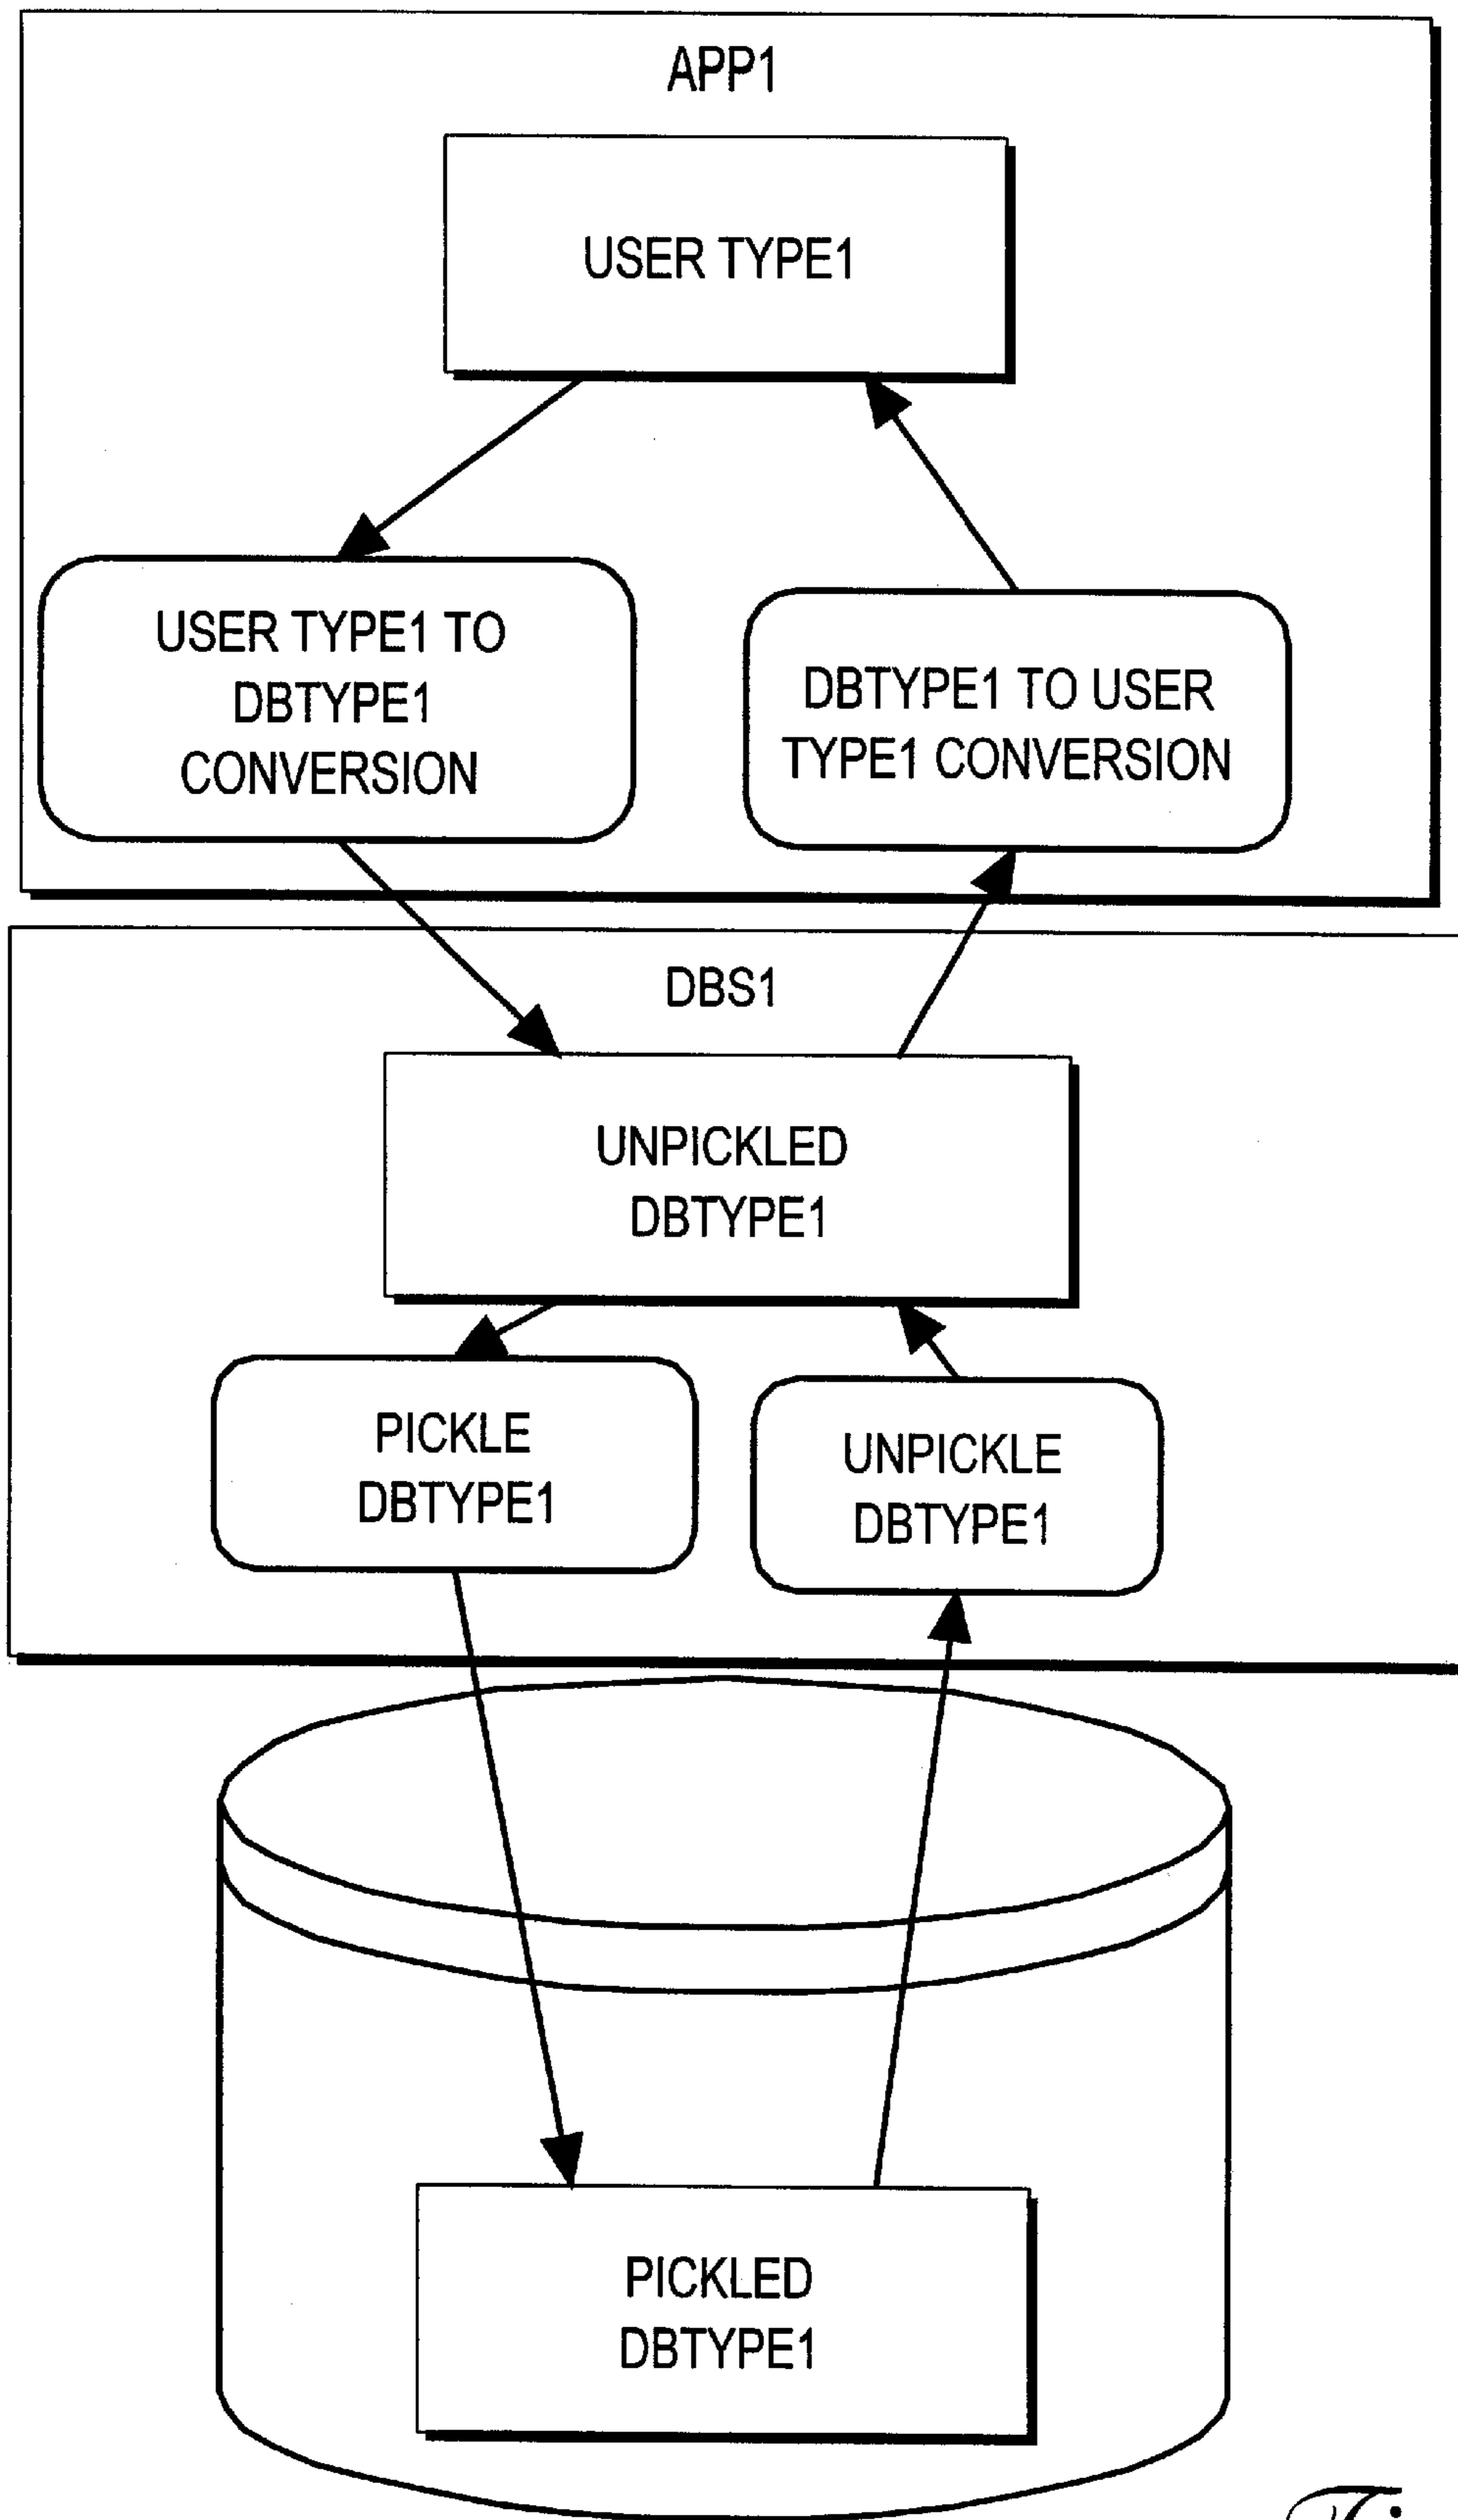 APP1
USER TYPE1
USER TYPE1 TO
DBTYPE1
CONVERSION
DBTYPE1 TO USER
TYPE1 CONVERSION
DBS1
UNPICKLED
DBTYPE1
PICKLE
DBTYPE1
UNPICKLE
DBTYPE1
PICKLED
DBTYPE1